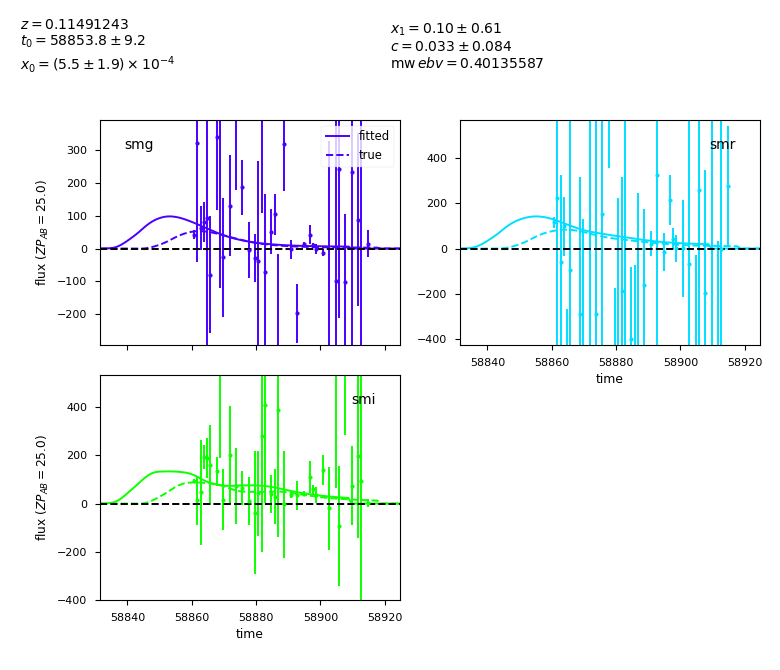 z = 0.11491243
t₀ = 58853.8 ± 9.2
x₀ = (5.5 ± 1.9) × 10⁻⁴
x₁ = 0.10 ± 0.61
c = 0.033 ± 0.084
mw ebv = 0.40135587
smg
fitted
true
300
200
100
0
−100
−200
flux (ZP_AB = 25.0)
smr
400
200
0
−200
−400
58840 58860 58880 58900 58920
time
smi
400
200
0
−200
−400
flux (ZP_AB = 25.0)
58840 58860 58880 58900 58920
time